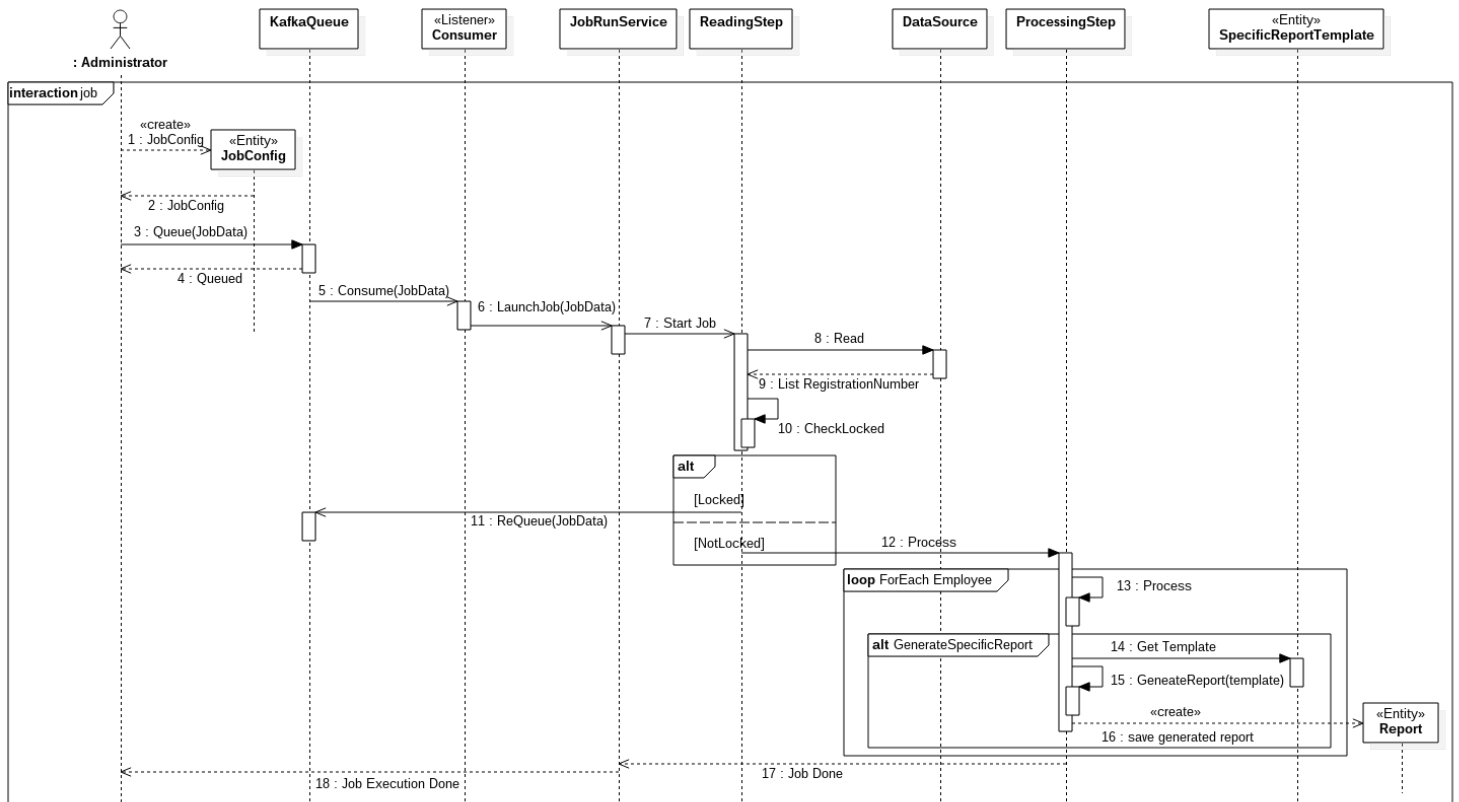 KafkaQueue
«Listener»
Consumer
JobRunService
ReadingStep
DataSource
ProcessingStep
«Entity»
SpecificReportTemplate
: Administrator
interaction job
«create»
1 : JobConfig
«Entity»
JobConfig
2 : JobConfig
3 : Queue(JobData)
4 : Queued
5 : Consume(JobData)
6 : LaunchJob(JobData)
7 : Start Job
8 : Read
9 : List RegistrationNumber
10 : CheckLocked
alt
[Locked]
11 : ReQueue(JobData)
[NotLocked]
12 : Process
loop ForEach Employee
13 : Process
alt GenerateSpecificReport
14 : Get Template
15 : GeneateReport(template)
«create»
«Entity»
Report
16 : save generated report
17 : Job Done
18 : Job Execution Done